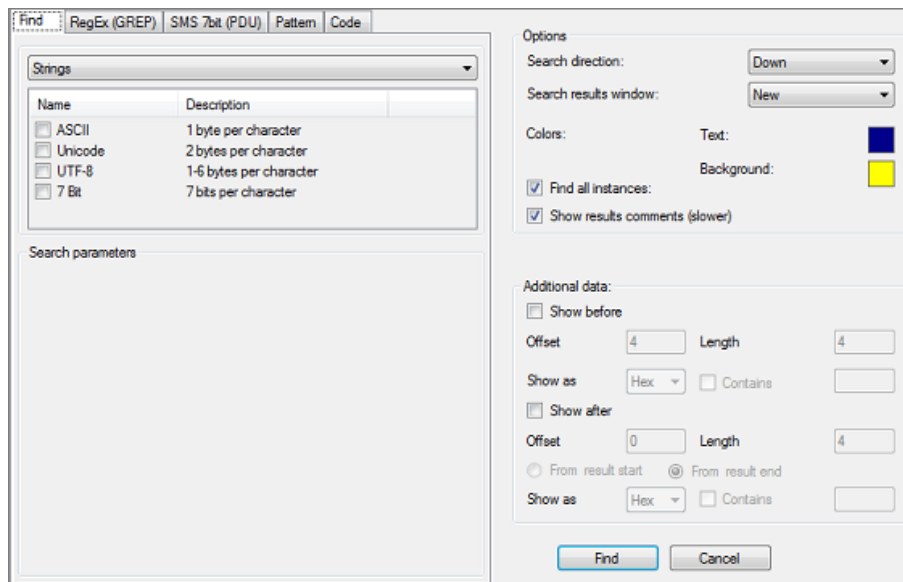 Find RegEx (GREP) SMS 7bit (PDU) Pattern Code
Strings
Name Description
ASCII 1 byte per character
Unicode 2 bytes per character
UTF-8 1-6 bytes per character
7 Bit 7 bits per character
Search parameters
Options
Search direction: Down
Search results window: New
Colors: Text:
Background:
Find all instances:
Show results comments (slower)
Additional data:
Show before
Offset 4 Length 4
Show as Hex Contains
Show after
Offset 0 Length 4
From result start From result end
Show as Hex Contains
Find Cancel